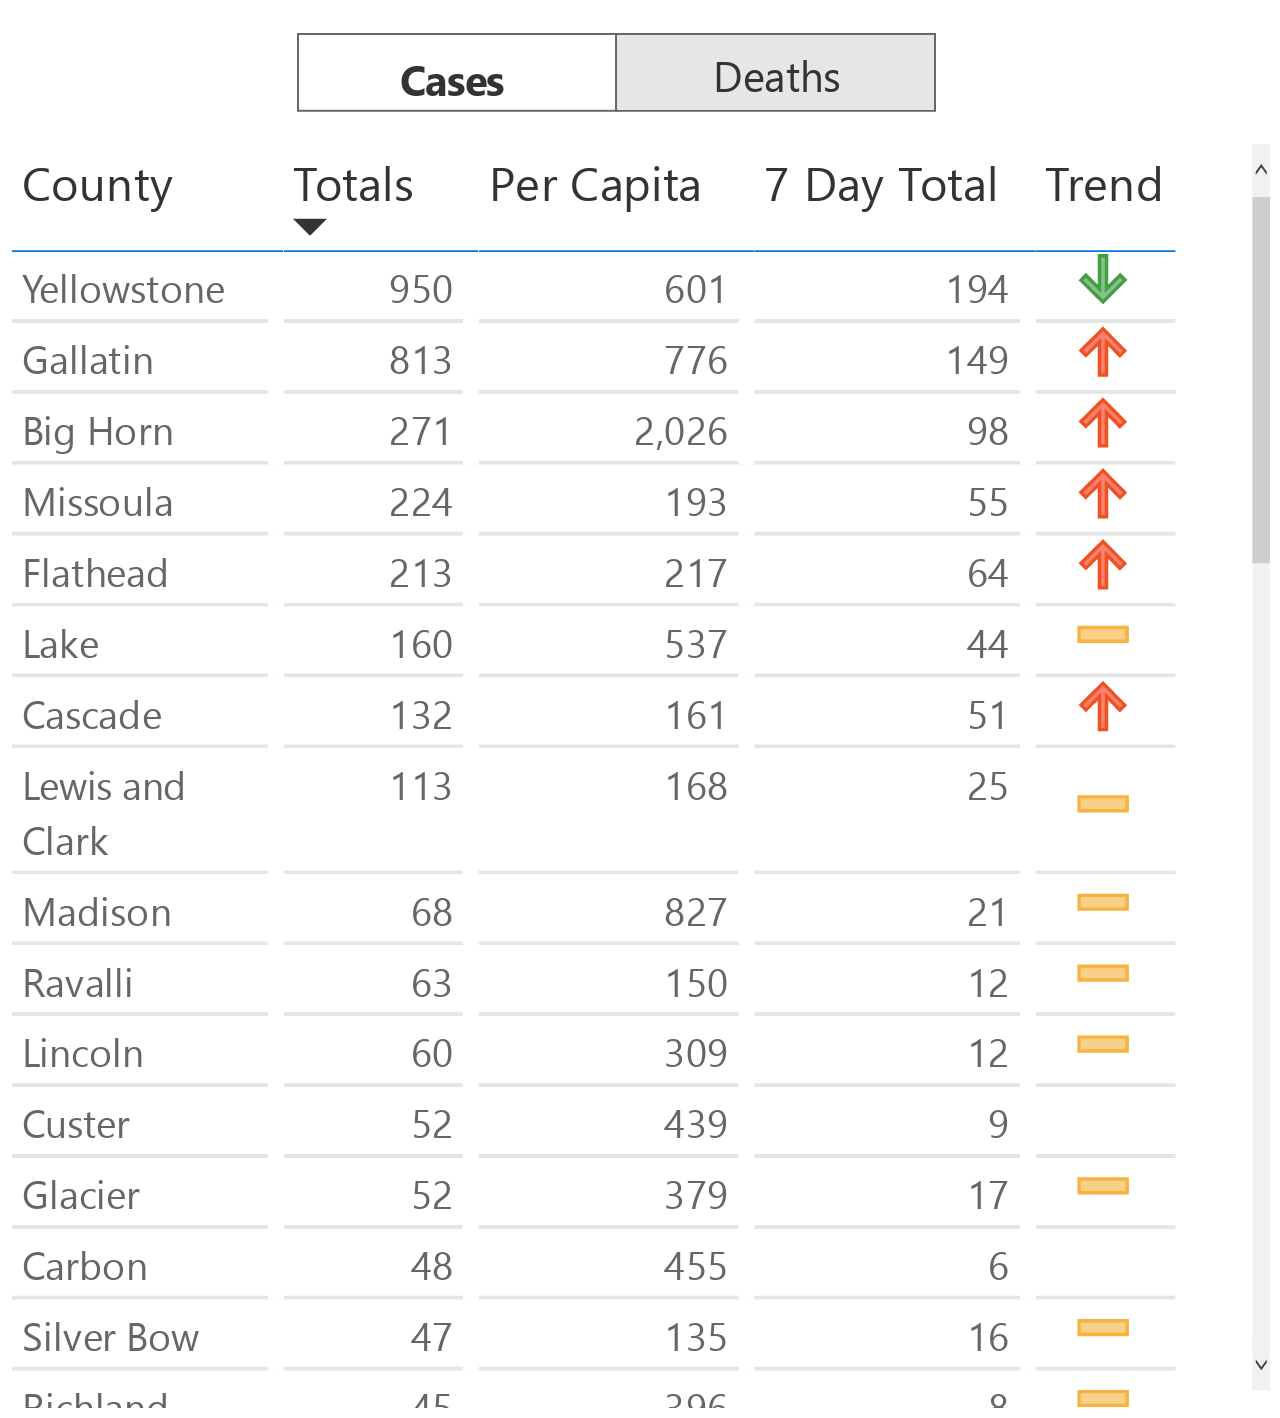 Cases Deaths
County Totals Per Capita 7 Day Total Trend
Yellowstone 950 601 194
Gallatin 813 776 149
Big Horn 271 2,026 98
Missoula 224 193 55
Flathead 213 217 64
Lake 160 537 44
Cascade 132 161 51
Lewis and 113 168 25
Clark
Madison 68 827 21
Ravalli 63 150 12
Lincoln 60 309 12
Custer 52 439 9
Glacier 52 379 17
Carbon 48 455 6
Silver Bow 47 135 16
Richland 45 396 8